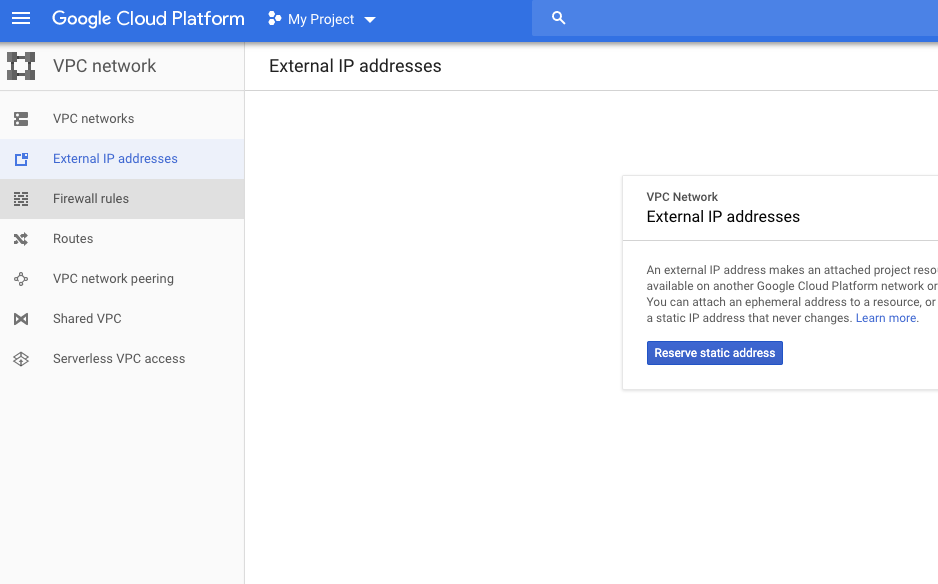 Google Cloud Platform
My Project
VPC network
External IP addresses
VPC networks
External IP addresses
Firewall rules
Routes
VPC network peering
Shared VPC
Serverless VPC access
VPC Network
External IP addresses
An external IP address makes an attached project reso
available on another Google Cloud Platform network or
You can attach an ephemeral address to a resource, or
a static IP address that never changes. Learn more.
Reserve static address